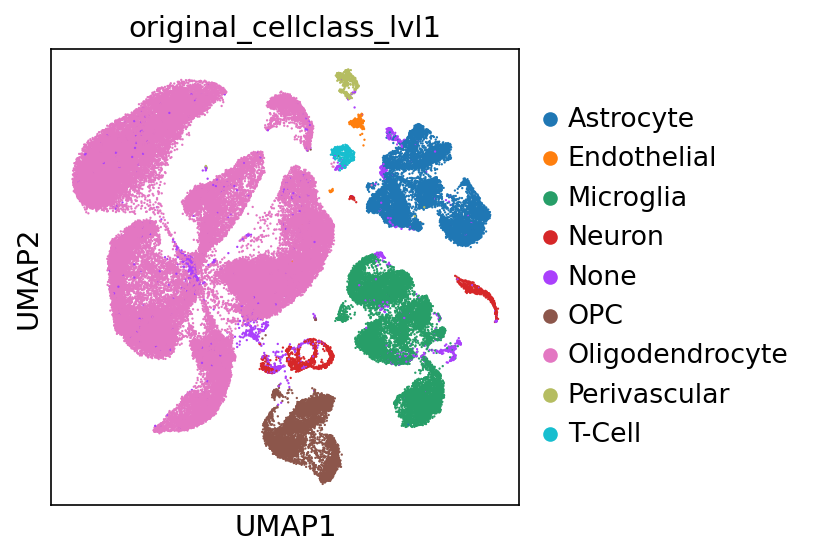 original_cellclass_lvl1
Astrocyte
Endothelial
Microglia
Neuron
None
OPC
Oligodendrocyte
Perivascular
T-Cell
UMAP2
UMAP1